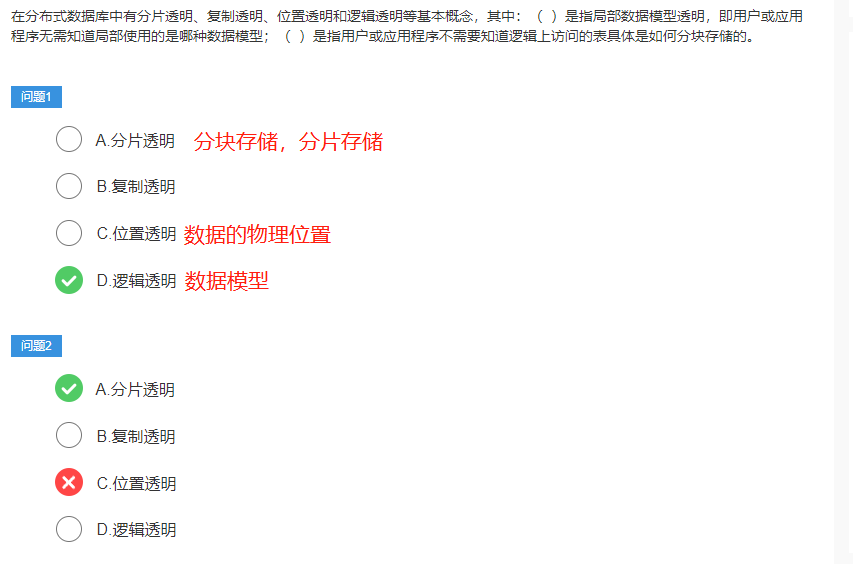 在分布式数据库中有分片透明、复制透明、位置透明和逻辑透明等基本概念，其中：（ ）是指局部数据模型透明，即用户或应用
程序无需知道局部使用的是哪种数据模型；（ ）是指用户或应用程序不需要知道逻辑上访问的表具体是如何分块存储的。
问题1
A.分片透明 分块存储，分片存储
B.复制透明
C.位置透明 数据的物理位置
D.逻辑透明 数据模型
问题2
A.分片透明
B.复制透明
C.位置透明
D.逻辑透明